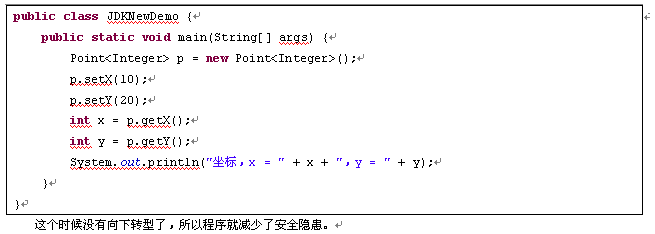 public class JDKNewDemo {
public static void main(String[] args) {
Point<Integer> p = new Point<Integer>();
p.setX(10);
p.setY(20);
int x = p.getX();
int y = p.getY();
System.out.println("坐标，x = " + x + "，y = " + y);
}
}
这个时候没有向下转型了，所以程序就减少了安全隐患。